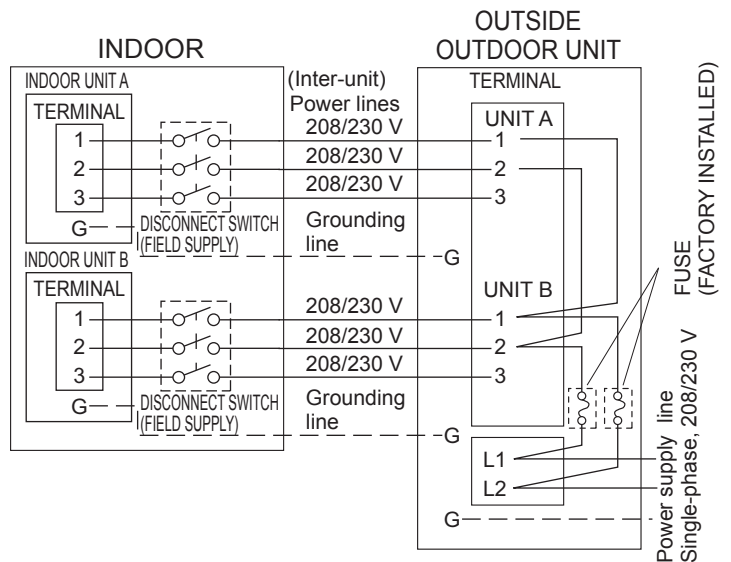 INDOOR
OUTSIDE
OUTDOOR UNIT
INDOOR UNIT A
TERMINAL
1
2
3
G
DISCONNECT SWITCH
(FIELD SUPPLY)
(Inter-unit)
Power lines
208/230 V
208/230 V
208/230 V
Grounding
line
TERMINAL
UNIT A
1
2
3
G
INDOOR UNIT B
TERMINAL
1
2
3
G
DISCONNECT SWITCH
(FIELD SUPPLY)
208/230 V
208/230 V
208/230 V
Grounding
line
UNIT B
1
2
3
G
L1
L2
G
FUSE
(FACTORY INSTALLED)
Power supply line
Single-phase, 208/230 V